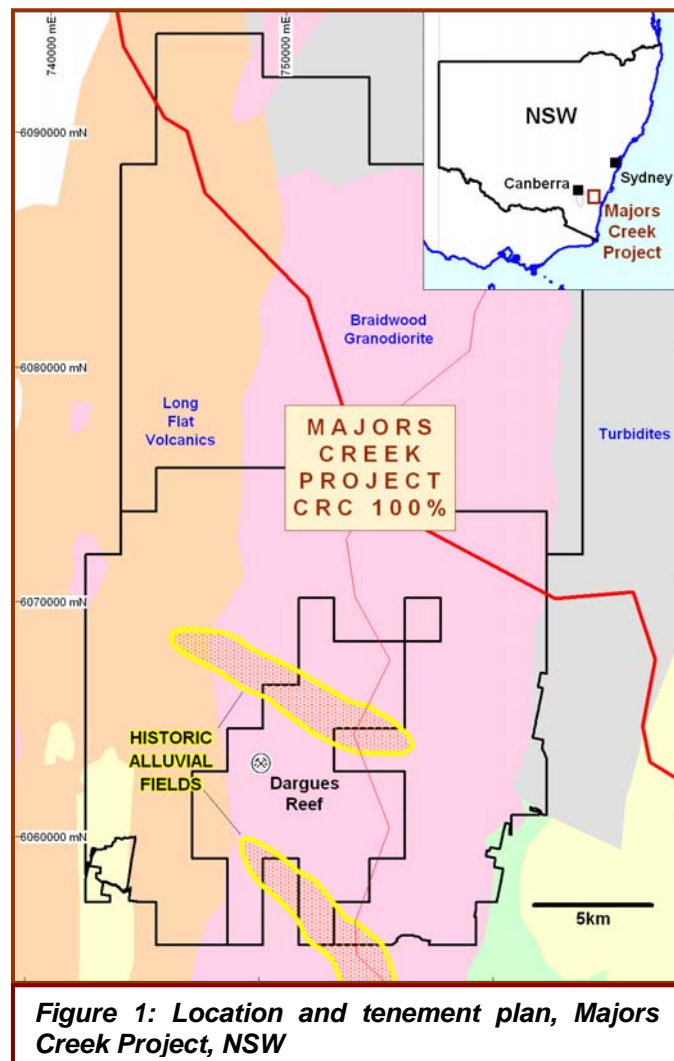 740000 mE
750000 mE
6090000 mN
NSW
Canberra
Sydney
Majors
Creek
Project
Braidwood
Granodiorite
6080000 mN
Long
Flat
Volcanics
Turbidites
MAJORS
CREEK
PROJECT
CRC 100%
6070000 mN
HISTORIC
ALLUVIAL
FIELDS
Dargues
Reef
6060000 mN
5km
Figure 1: Location and tenement plan, Majors
Creek Project, NSW